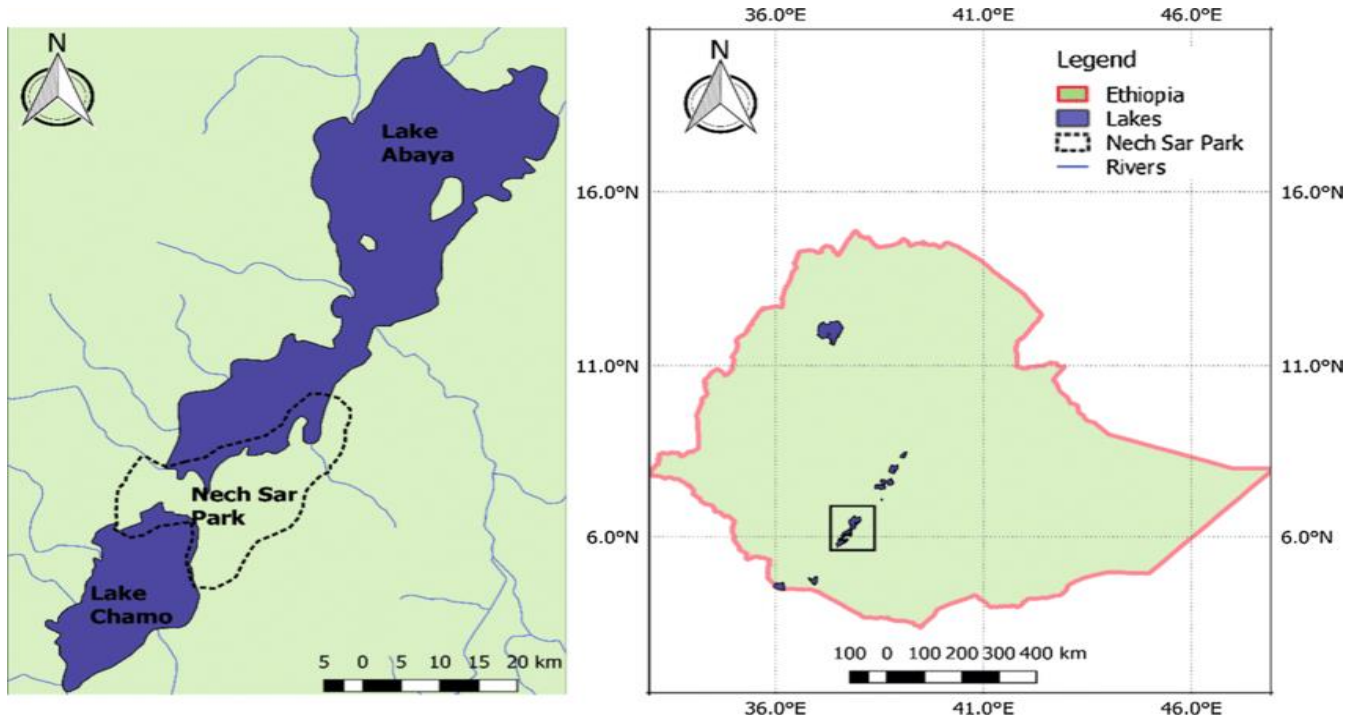 N
Lake
Abaya
Nech Sar
Park
Lake
Chamo
5 0 5 10 15 20 km
36.0°E 41.0°E 46.0°E
N
Legend
Ethiopia
Lakes
Nech Sar Park
Rivers
16.0°N 16.0°N
11.0°N 11.0°N
6.0°N 6.0°N
100 0 100 200 300 400 km
36.0°E 41.0°E 46.0°E